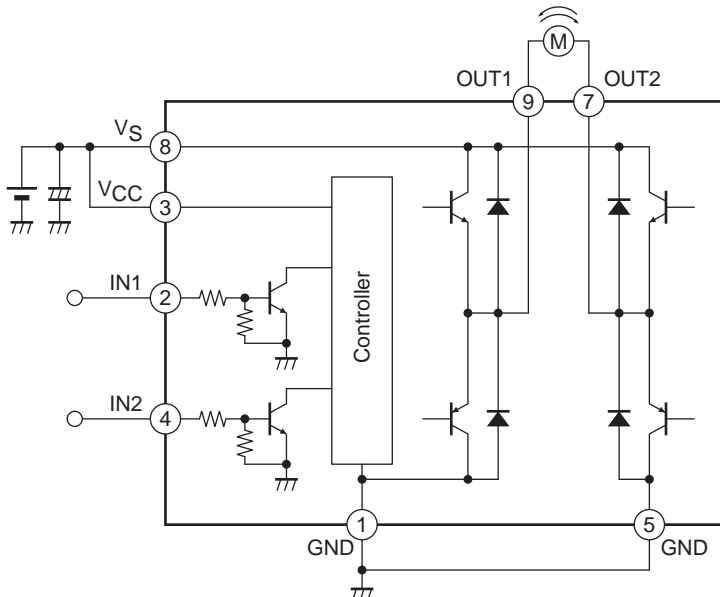 M
OUT1
OUT2
9
7
VS
8
VCC
3
IN1
2
Controller
IN2
4
1
5
GND
GND